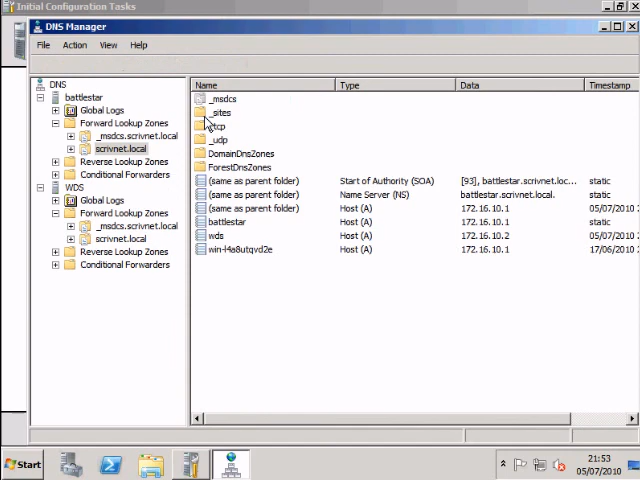 Initial Configuration Tasks
DNS Manager
File Action View Help
DNS
battlestar
Global Logs
Forward Lookup Zones
_msdcs.scrivnet.local
scrivnet.local
Reverse Lookup Zones
Conditional Forwarders
WDS
Global Logs
Forward Lookup Zones
_msdcs.scrivnet.local
scrivnet.local
Reverse Lookup Zones
Conditional Forwarders
Name Type Data Timestamp
_msdcs
_sites
_tcp
_udp
DomainDnsZones
ForestDnsZones
(same as parent folder) Start of Authority (SOA) [93], battlestar.scrivnet.loc... static
(same as parent folder) Name Server (NS) battlestar.scrivnet.local. static
(same as parent folder) Host (A) 172.16.10.1 05/07/2010
battlestar Host (A) 172.16.10.1 static
wds Host (A) 172.16.10.2 05/07/2010
win-l4a8utqvd2e Host (A) 172.16.10.1 17/06/2010
Start
21:53
05/07/2010